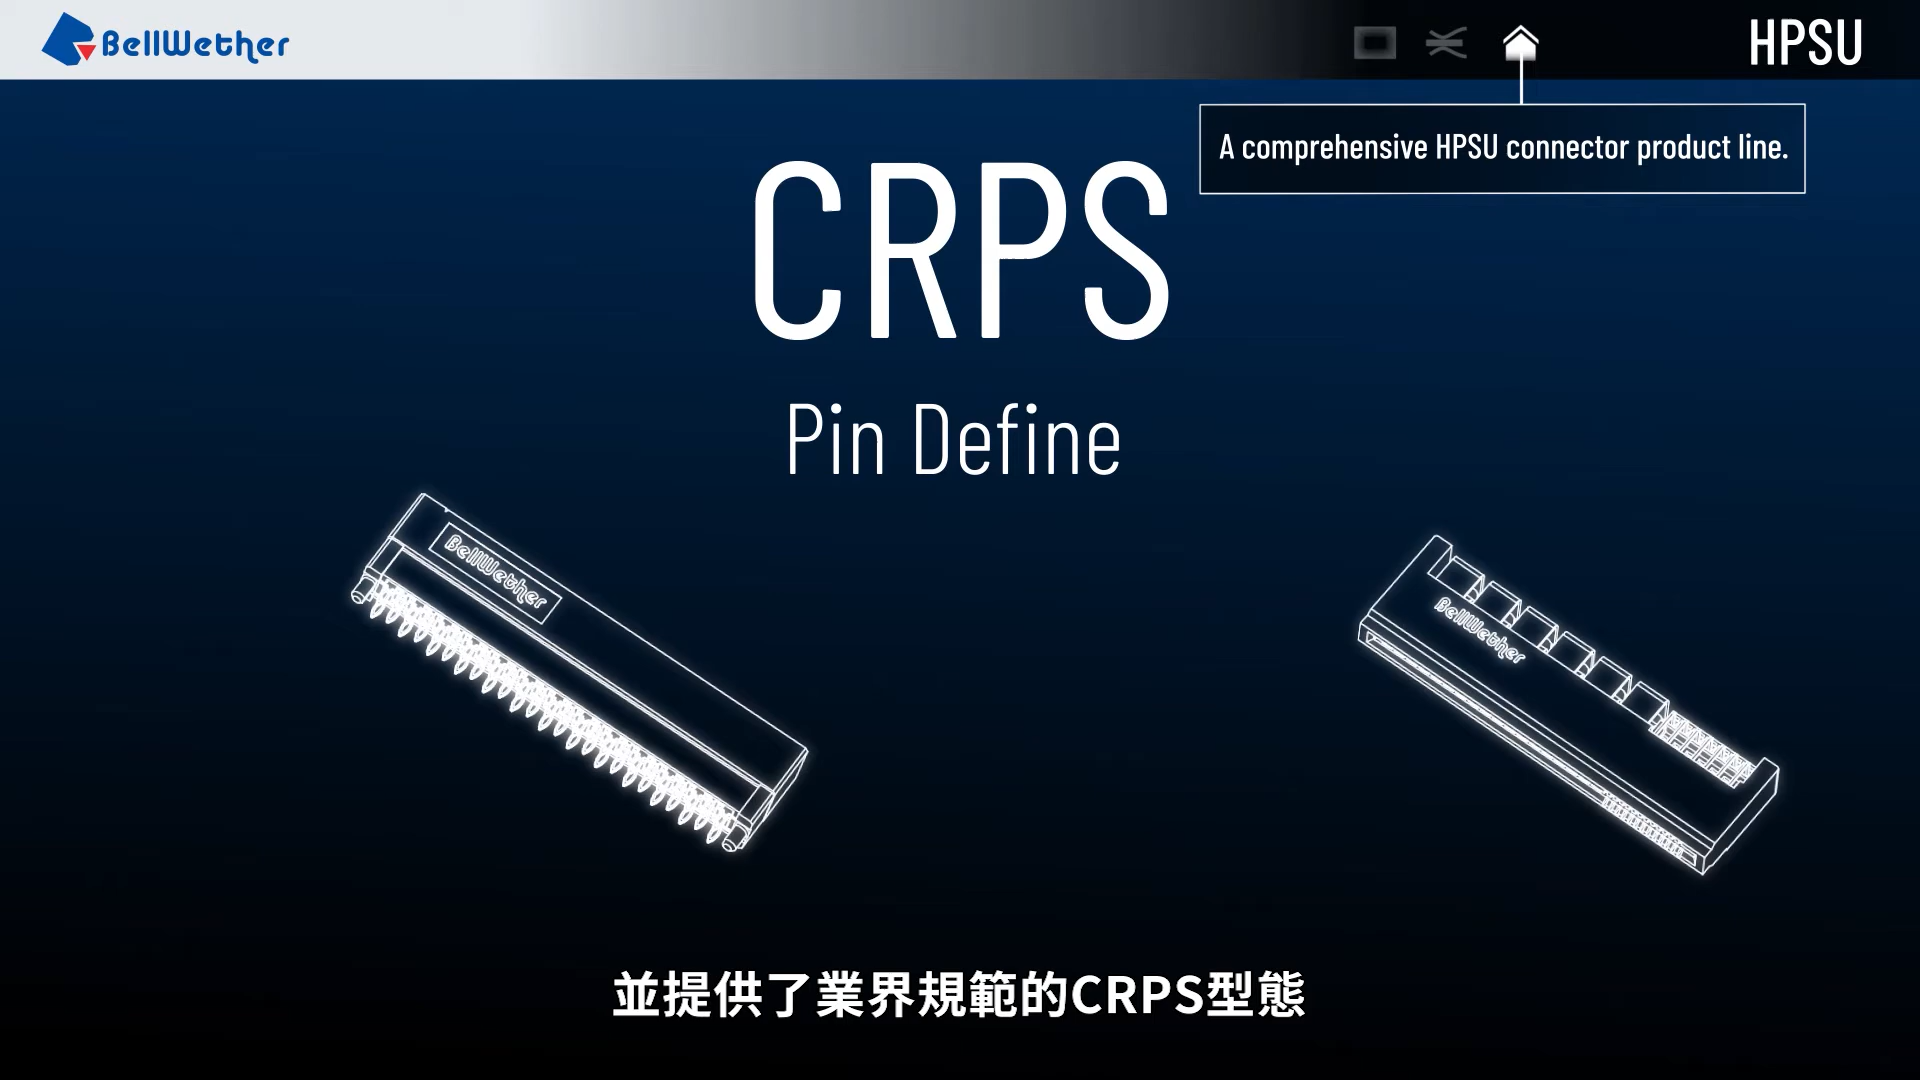 BellWether
HPSU
A comprehensive HPSU connector product line.
CRPS
Pin Define
BellWether
BellWether
並提供了業界規範的CRPS型態